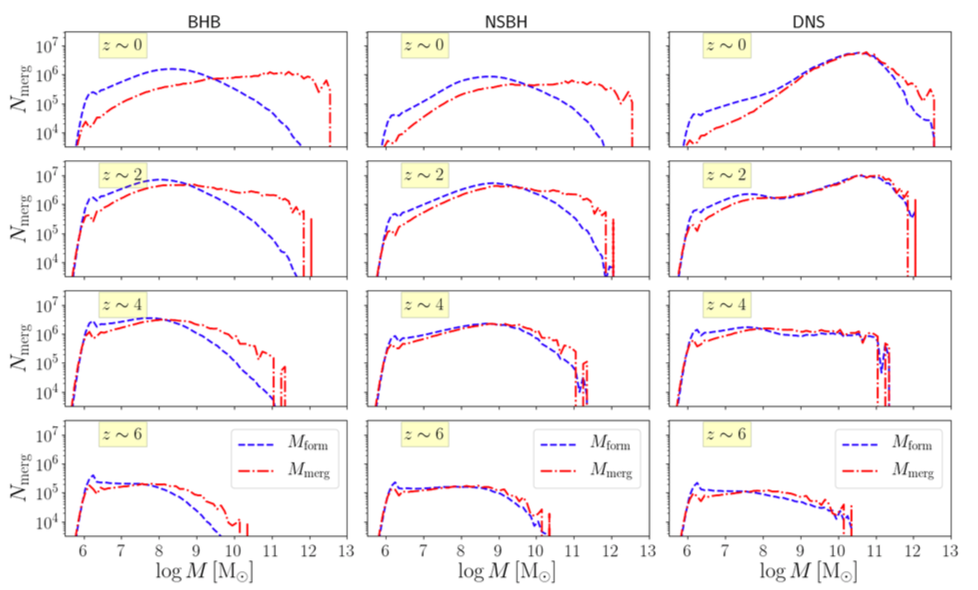 BHB NSBH DNS
10^7 10^6 10^5 10^4 N_merg z ∼ 0 z ∼ 0 z ∼ 0
10^7 10^6 10^5 10^4 N_merg z ∼ 2 z ∼ 2 z ∼ 2
10^7 10^6 10^5 10^4 N_merg z ∼ 4 z ∼ 4 z ∼ 4
10^7 10^6 10^5 10^4 N_merg z ∼ 6 M_form M_merg z ∼ 6 M_form M_merg z ∼ 6 M_form M_merg
6 7 8 9 10 11 12 13 6 7 8 9 10 11 12 13 6 7 8 9 10 11 12 13
log M [M_⊙] log M [M_⊙] log M [M_⊙]